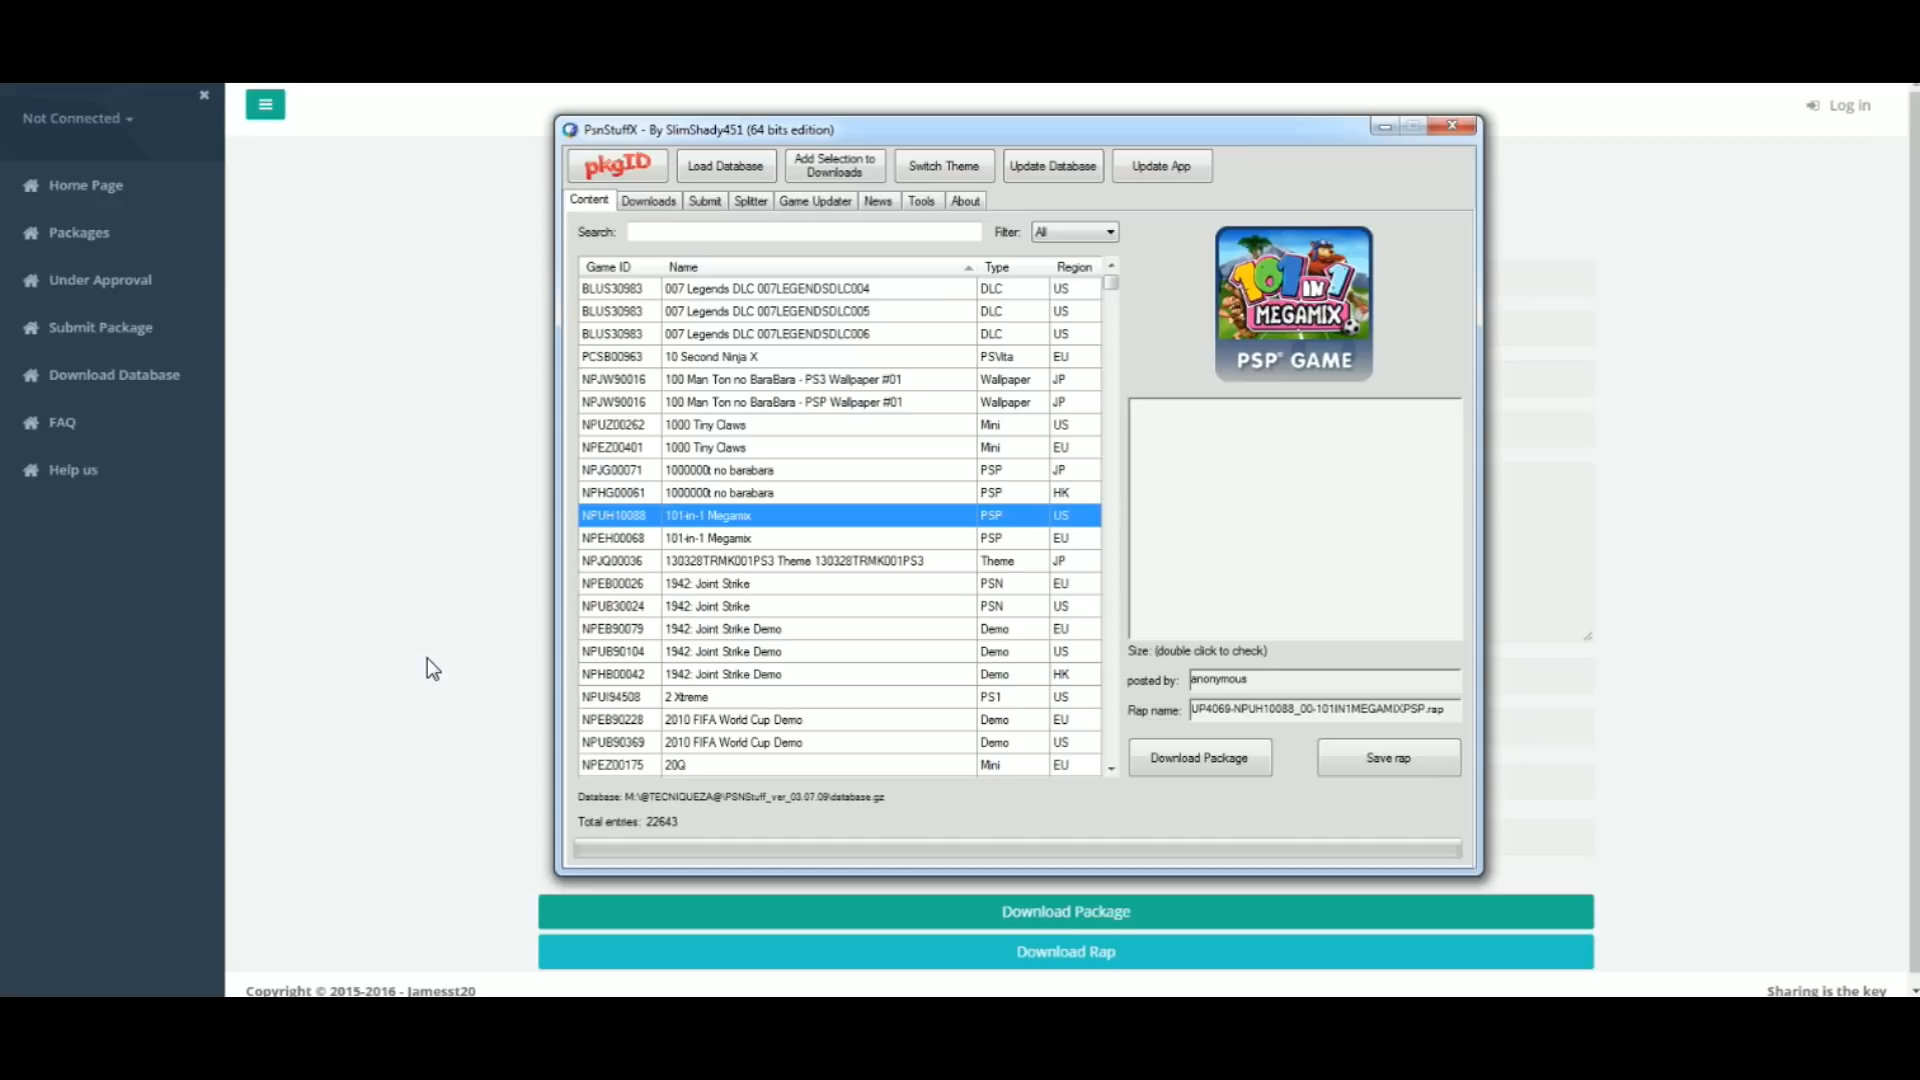 Not Connected
Home Page
Packages
Under Approval
Submit Package
Download Database
FAQ
Help us
Log in
PsnStuffX - By SlimShady451 (64 bits edition)
pkgID
Load Database
Add Selection to
Downloads
Switch Theme
Update Database
Update App
Content Downloads Submit Splitter Game Updater News Tools About
Search:
Filter: All
Game ID Name Type Region
BLUS30983 007 Legends DLC 007LEGENDSDLC004 DLC US
BLUS30983 007 Legends DLC 007LEGENDSDLC005 DLC US
BLUS30983 007 Legends DLC 007LEGENDSDLC006 DLC US
PCSB00963 10 Second Ninja X PSVita EU
NPJW90016 100 Man Ton no BaraBara - PS3 Wallpaper #01 Wallpaper JP
NPJW90016 100 Man Ton no BaraBara - PSP Wallpaper #01 Wallpaper JP
NPUZ00262 1000 Tiny Claws Mini US
NPEZ00401 1000 Tiny Claws Mini EU
NPJG00071 1000000t no barabara PSP JP
NPHG00061 1000000t no barabara PSP HK
NPUH10088 101-in-1 Megamix PSP US
NPEH00068 101-in-1 Megamix PSP EU
NPJQ00036 130328TRMK001PS3 Theme 130328TRMK001PS3 Theme JP
NPEB00026 1942: Joint Strike PSN EU
NPUB30024 1942: Joint Strike PSN US
NPEB90079 1942: Joint Strike Demo Demo EU
NPUB90104 1942: Joint Strike Demo Demo US
NPHB00042 1942: Joint Strike Demo Demo HK
NPUI94508 2 Xtreme PS1 US
NPEB90228 2010 FIFA World Cup Demo Demo EU
NPUB90369 2010 FIFA World Cup Demo Demo US
NPEZ00175 20Q Mini EU
101 IN 1
MEGAMIX
PSP® GAME
Size: (double click to check)
posted by: anonymous
Rap name: UP4069-NPUH10088_00-101IN1MEGAMIXPSP.rap
Download Package
Save rap
Database: M:\@TECNIQUEZA@\PSNStuff_ver_03.07.09\database.gz
Total entries: 22643
Download Package
Download Rap
Copyright © 2015-2016 - Jamesst20
Sharing is the key